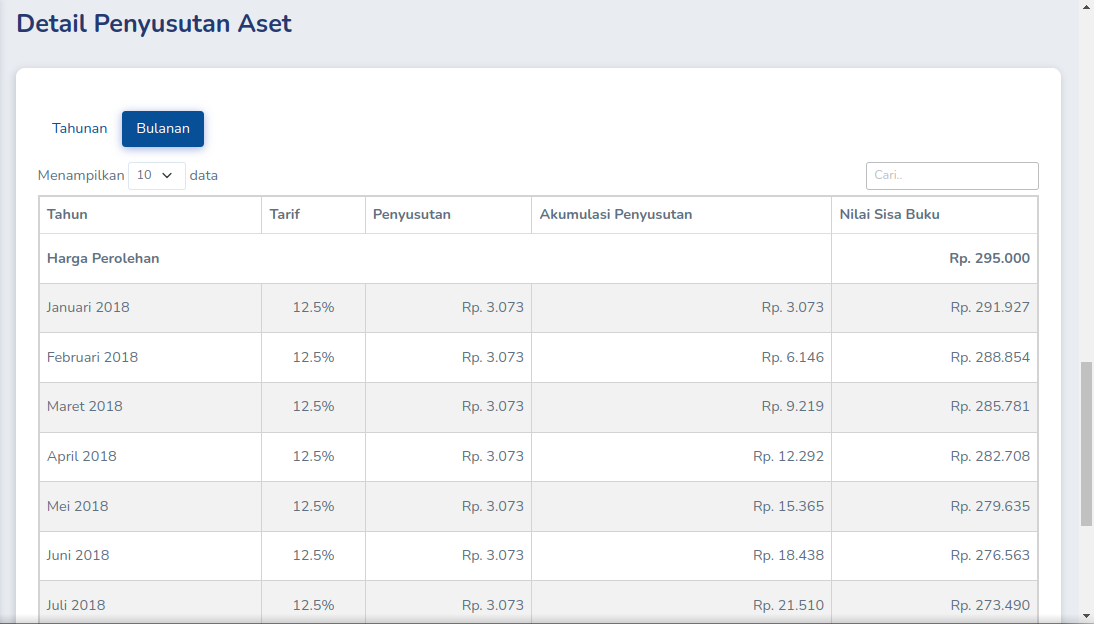 Detail Penyusutan Aset
Tahunan Bulanan
Menampilkan 10 data Cari..
Tahun Tarif Penyusutan Akumulasi Penyusutan Nilai Sisa Buku
Harga Perolehan Rp. 295.000
Januari 2018 12.5% Rp. 3.073 Rp. 3.073 Rp. 291.927
Februari 2018 12.5% Rp. 3.073 Rp. 6.146 Rp. 288.854
Maret 2018 12.5% Rp. 3.073 Rp. 9.219 Rp. 285.781
April 2018 12.5% Rp. 3.073 Rp. 12.292 Rp. 282.708
Mei 2018 12.5% Rp. 3.073 Rp. 15.365 Rp. 279.635
Juni 2018 12.5% Rp. 3.073 Rp. 18.438 Rp. 276.563
Juli 2018 12.5% Rp. 3.073 Rp. 21.510 Rp. 273.490